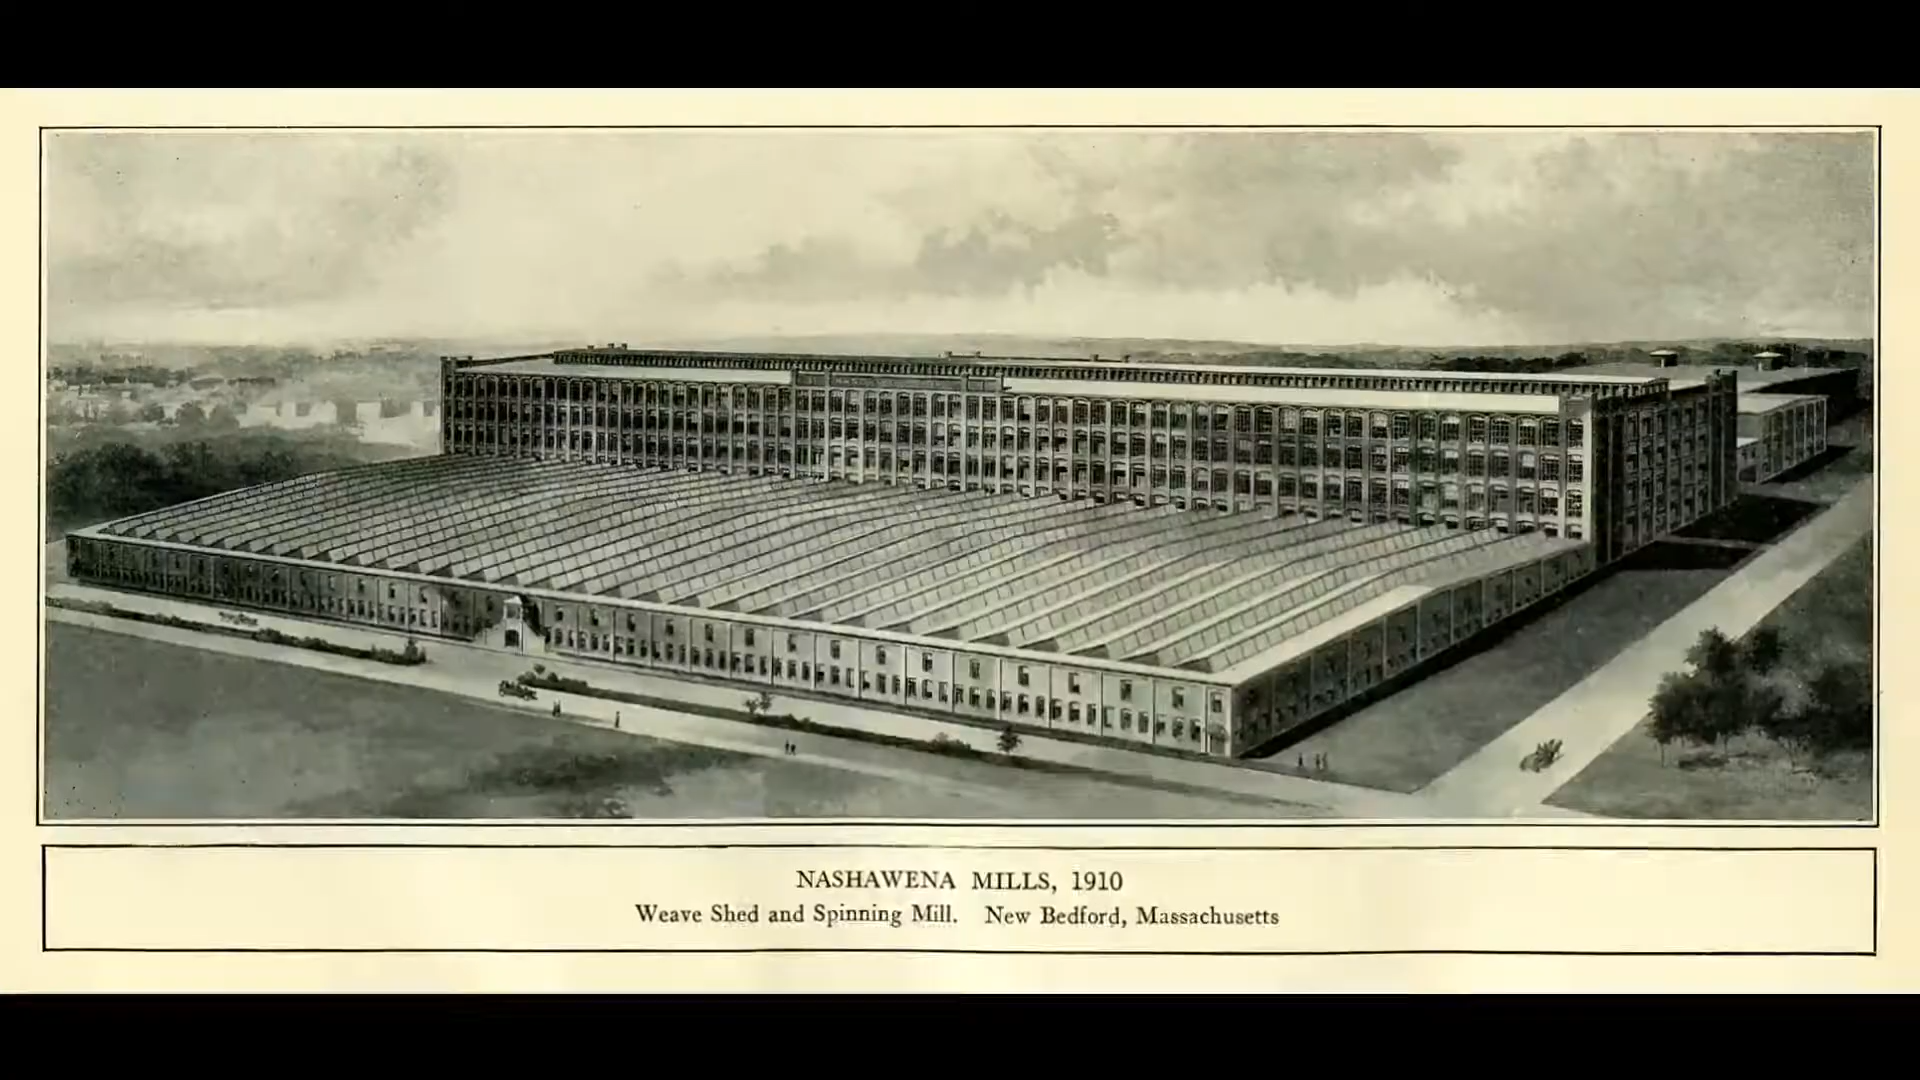 NASHAWENA MILLS, 1910
Weave Shed and Spinning Mill. New Bedford, Massachusetts